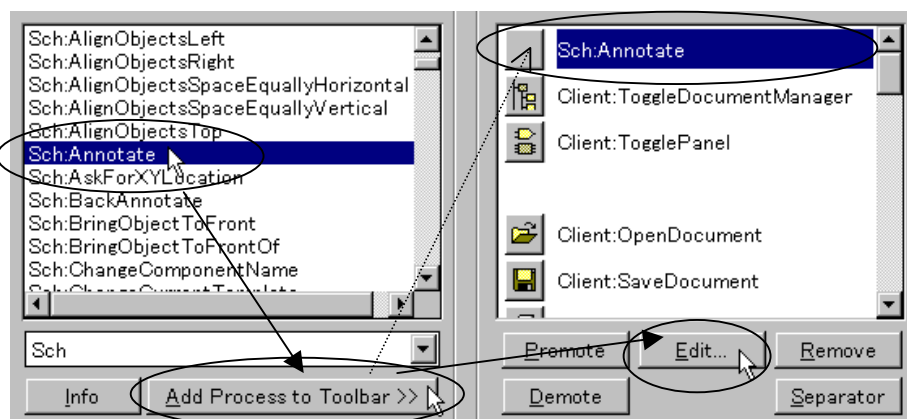 Sch:AlignObjectsLeft
Sch:AlignObjectsRight
Sch:AlignObjectsSpaceEquallyHorizontal
Sch:AlignObjectsSpaceEquallyVertical
Sch:AlignObjectsTop
Sch:Annotate
Sch:AskForXYLocation
Sch:BackAnnotate
Sch:BringObjectToFront
Sch:BringObjectToFrontOf
Sch:ChangeComponentName
Sch:ChangeCurrentTemplate
Sch
Info
Add Process to Toolbar >>
Sch:Annotate
Client:ToggleDocumentManager
Client:TogglePanel
Client:OpenDocument
Client:SaveDocument
Promote
Edit...
Remove
Demote
Separator